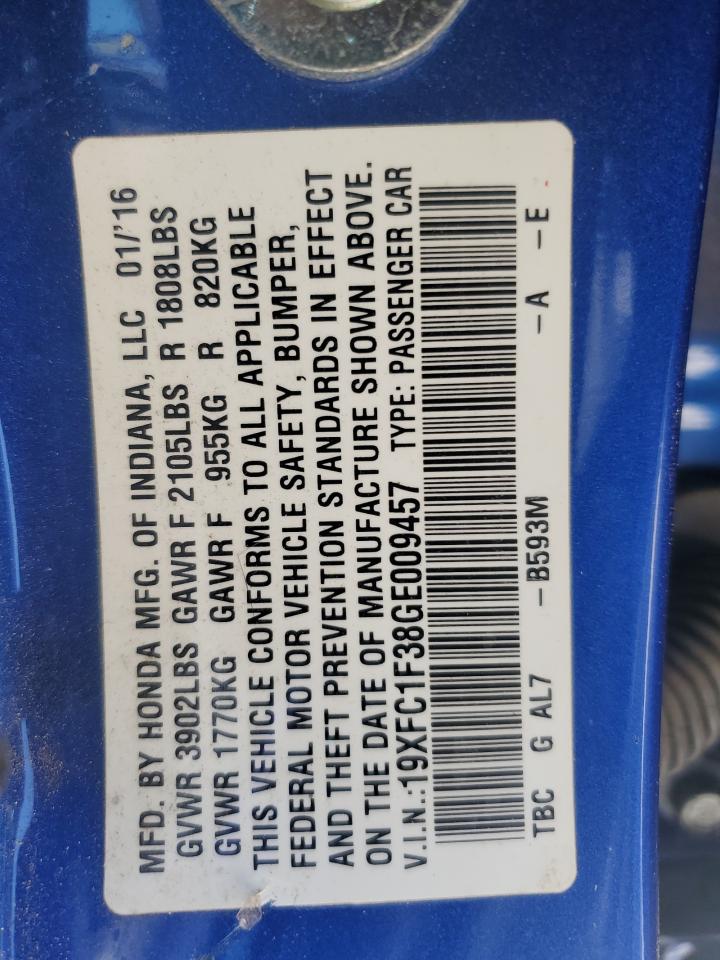 MFD. BY HONDA MFG. OF INDIANA, LLC 01/'16
GVWR 3902LBS GAWR F 2105LBS R 1808LBS
GVWR 1770KG GAWR F 955KG R 820KG
THIS VEHICLE CONFORMS TO ALL APPLICABLE
FEDERAL MOTOR VEHICLE SAFETY, BUMPER,
AND THEFT PREVENTION STANDARDS IN EFFECT
ON THE DATE OF MANUFACTURE SHOWN ABOVE.
V.I.N.:19XFC1F38GE009457 TYPE: PASSENGER CAR
TBC G AL7 -B593M -A -E